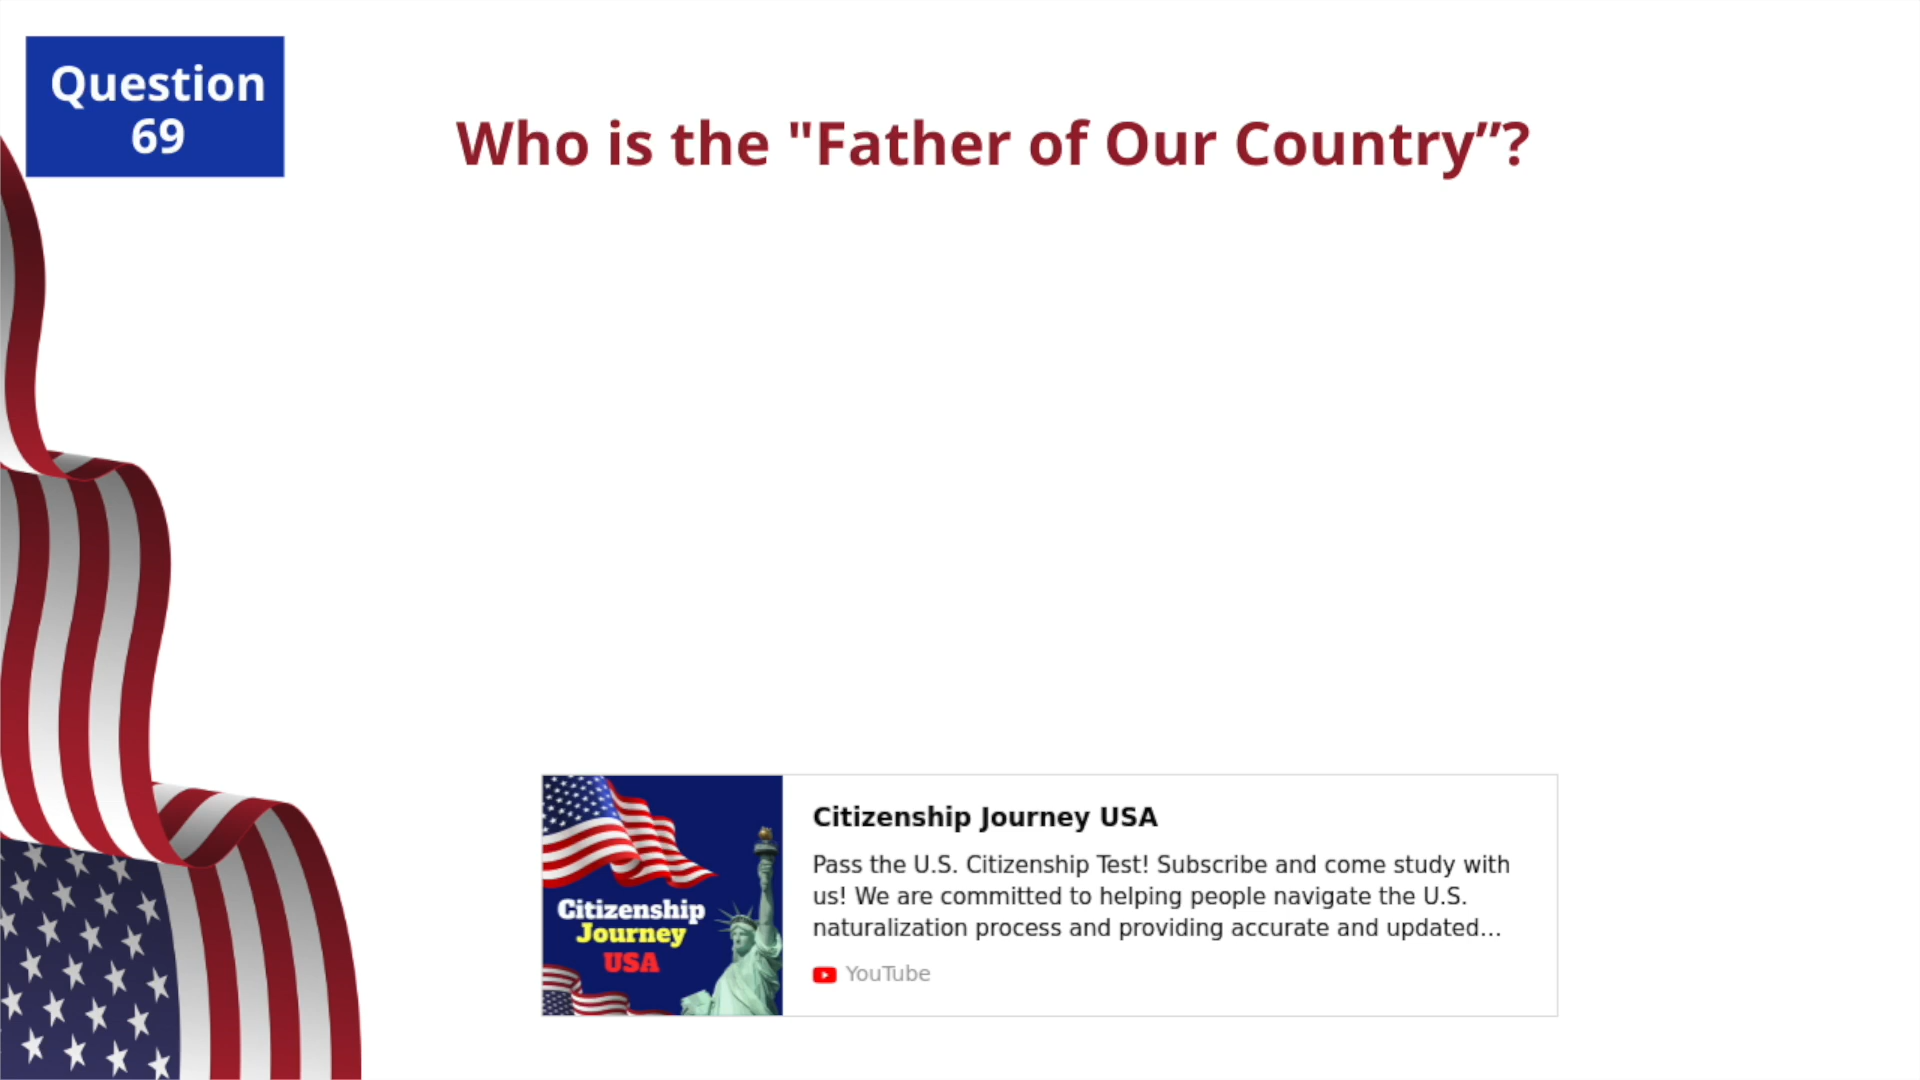 Question
69
Who is the "Father of Our Country”?
Citizenship
Journey
USA
Citizenship Journey USA
Pass the U.S. Citizenship Test! Subscribe and come study with
us! We are committed to helping people navigate the U.S.
naturalization process and providing accurate and updated...
YouTube